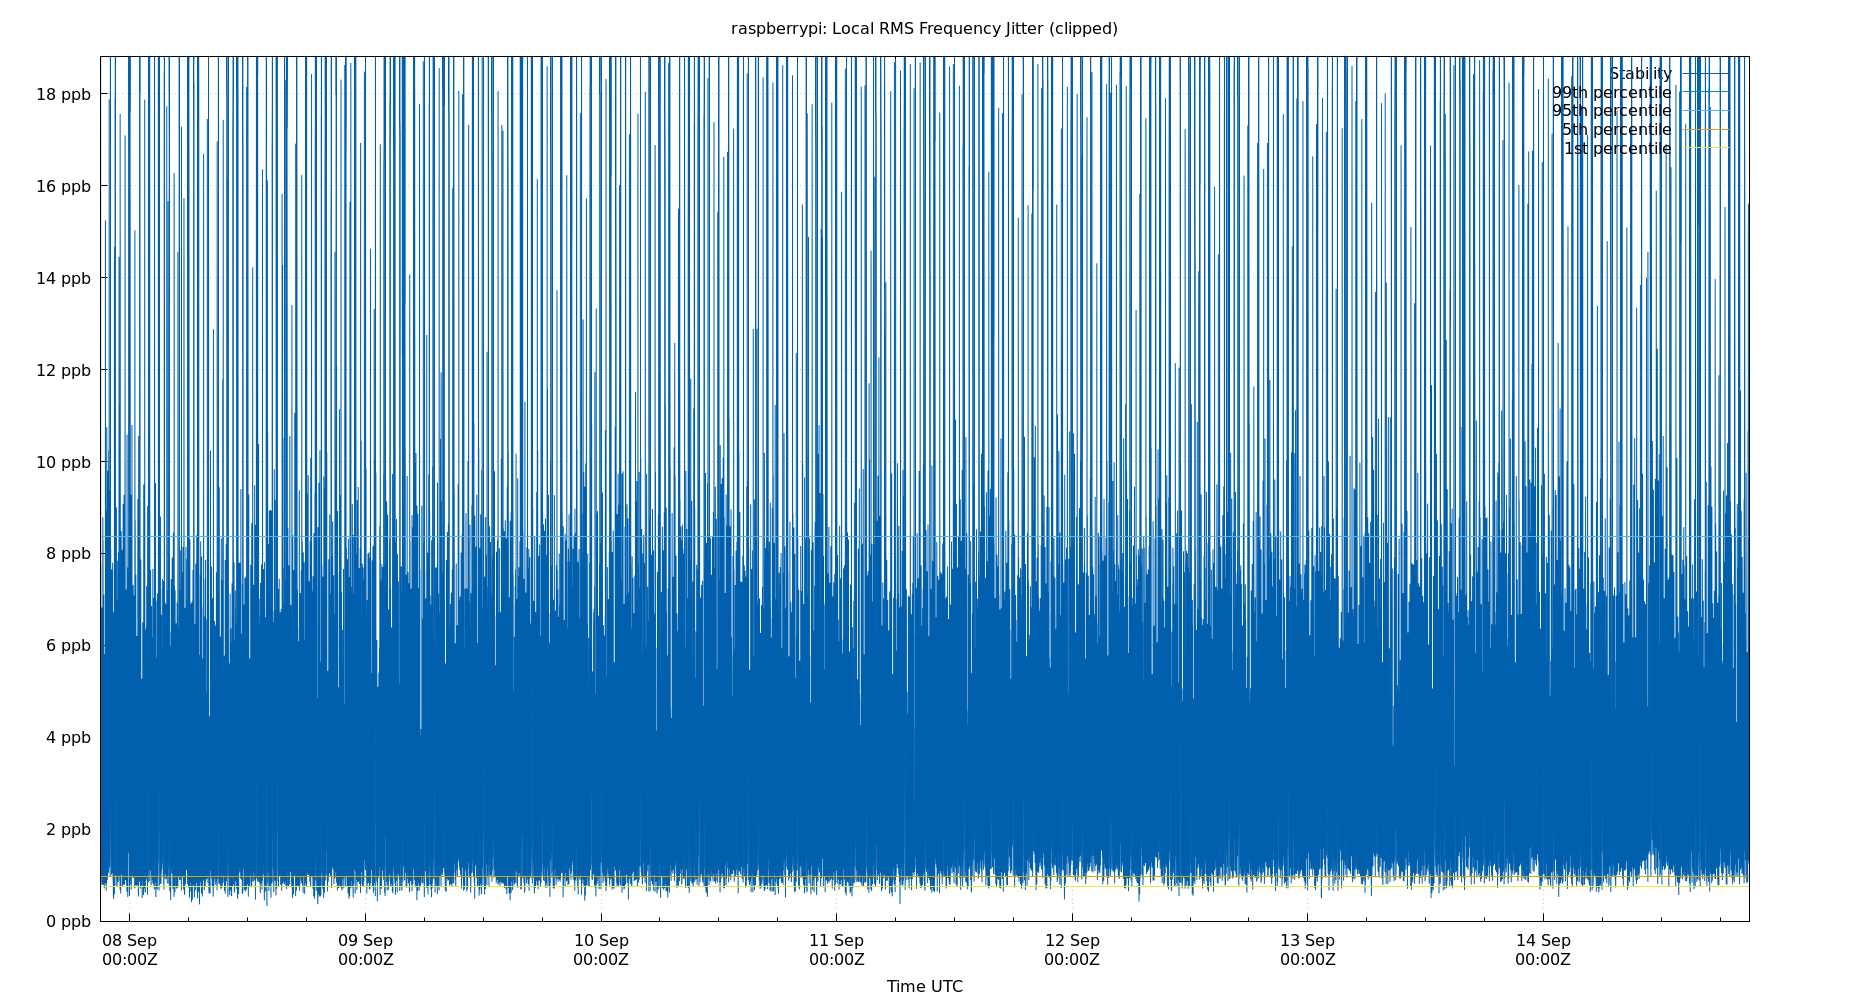 raspberrypi: Local RMS Frequency Jitter (clipped)
Stability
99th percentile
95th percentile
5th percentile
1st percentile
18 ppb
16 ppb
14 ppb
12 ppb
10 ppb
8 ppb
6 ppb
4 ppb
2 ppb
0 ppb
08 Sep 09 Sep 10 Sep 11 Sep 12 Sep 13 Sep 14 Sep
00:00Z 00:00Z 00:00Z 00:00Z 00:00Z 00:00Z 00:00Z
Time UTC